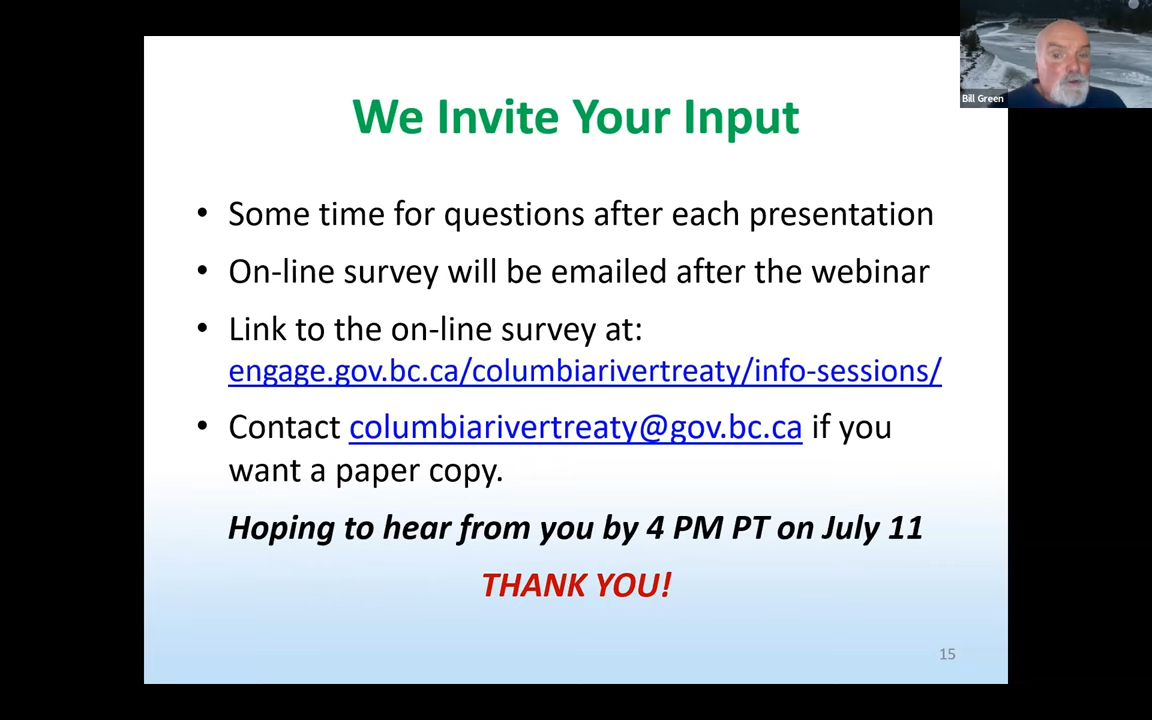 Bill Green
We Invite Your Input
• Some time for questions after each presentation
• On-line survey will be emailed after the webinar
• Link to the on-line survey at:
engage.gov.bc.ca/columbiarivertreaty/info-sessions/
• Contact columbiarivertreaty@gov.bc.ca if you
want a paper copy.
Hoping to hear from you by 4 PM PT on July 11
THANK YOU!
15